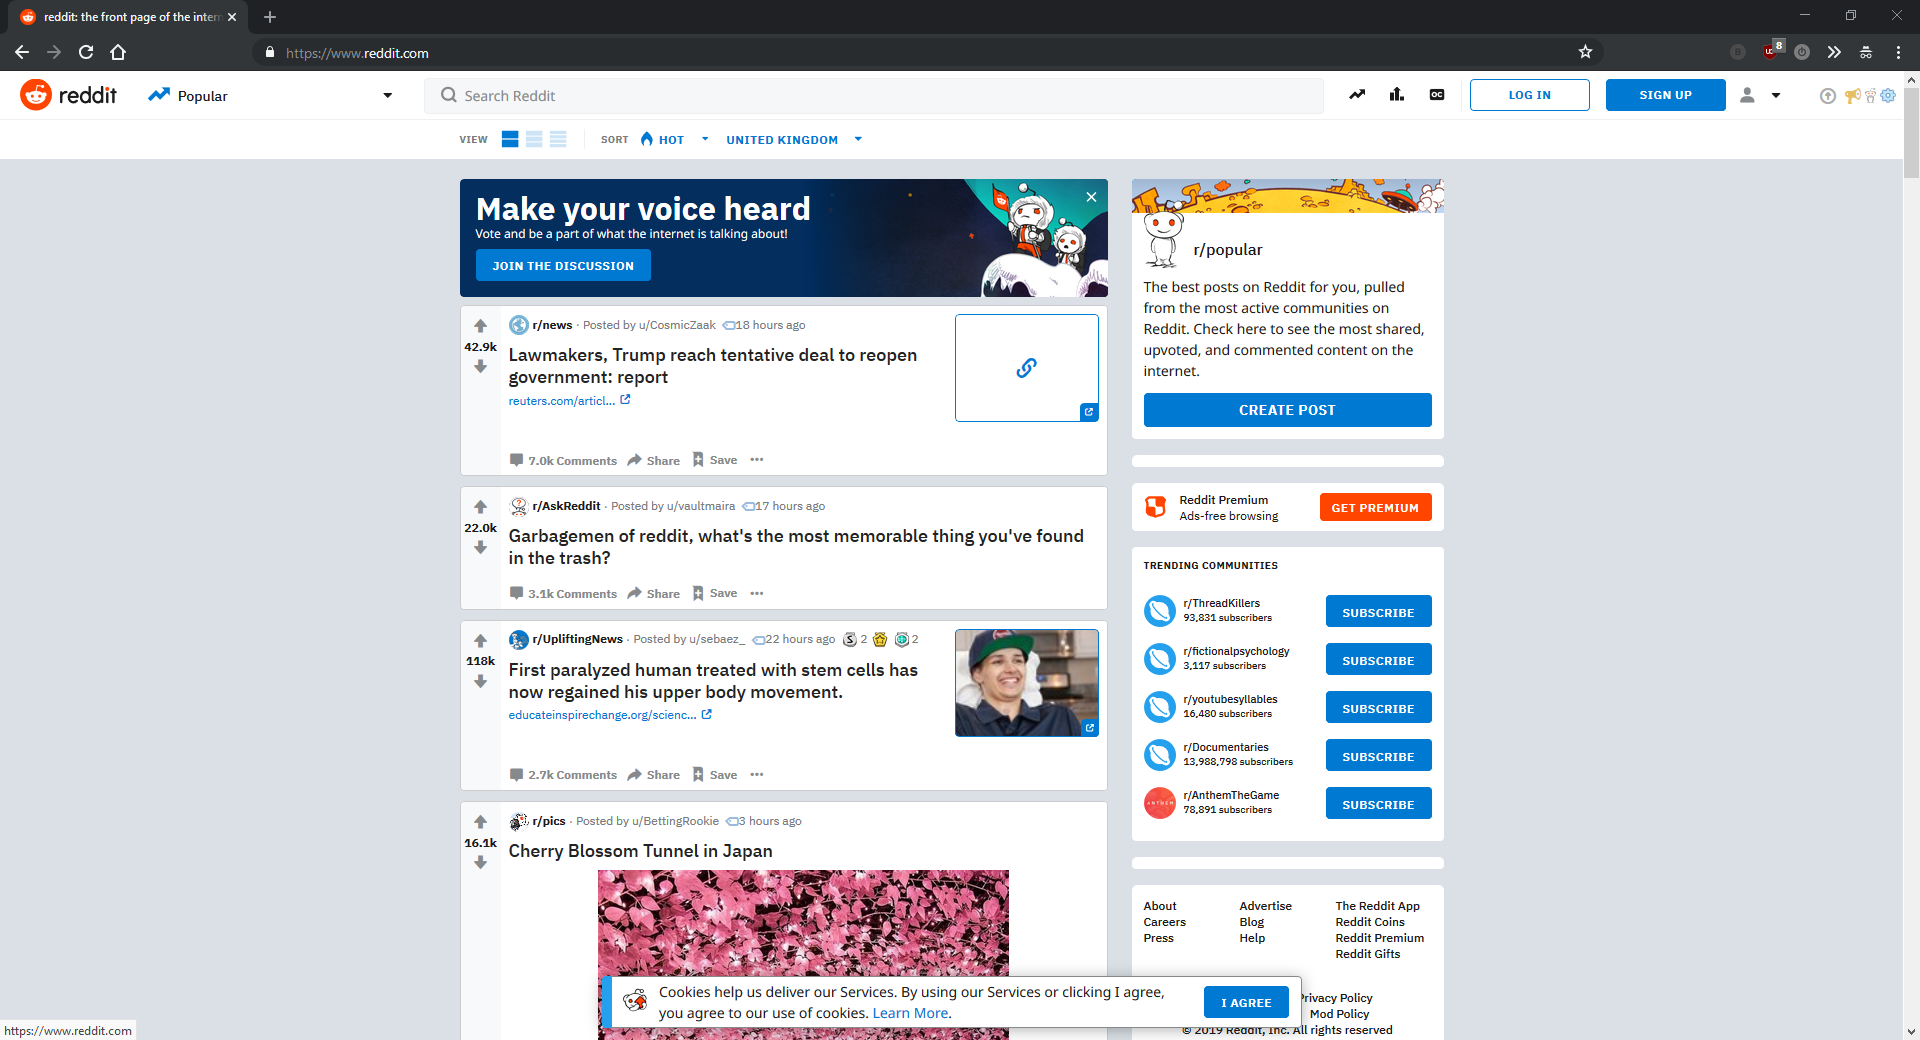 reddit: the front page of the intern
https://www.reddit.com
8
reddit
Popular
Search Reddit
OC
LOG IN
SIGN UP
VIEW
SORT
HOT
UNITED KINGDOM
Make your voice heard
Vote and be a part of what the internet is talking about!
JOIN THE DISCUSSION
42.9k
r/news · Posted by u/CosmicZaak 18 hours ago
Lawmakers, Trump reach tentative deal to reopen
government: report
reuters.com/articl...
7.0k Comments Share Save
22.0k
r/AskReddit · Posted by u/vaultmaira 17 hours ago
Garbagemen of reddit, what's the most memorable thing you've found
in the trash?
3.1k Comments Share Save
118k
r/UpliftingNews · Posted by u/sebaez_ 22 hours ago S 2 2
First paralyzed human treated with stem cells has
now regained his upper body movement.
educateinspirechange.org/scienc...
2.7k Comments Share Save
16.1k
r/pics · Posted by u/BettingRookie 3 hours ago
Cherry Blossom Tunnel in Japan
r/popular
The best posts on Reddit for you, pulled
from the most active communities on
Reddit. Check here to see the most shared,
upvoted, and commented content on the
internet.
CREATE POST
Reddit Premium
Ads-free browsing
GET PREMIUM
TRENDING COMMUNITIES
r/ThreadKillers
93,831 subscribers
SUBSCRIBE
r/fictionalpsychology
3,117 subscribers
SUBSCRIBE
r/youtubesyllables
16,480 subscribers
SUBSCRIBE
r/Documentaries
13,988,798 subscribers
SUBSCRIBE
ANTHEM
r/AnthemTheGame
78,891 subscribers
SUBSCRIBE
About Advertise The Reddit App
Careers Blog Reddit Coins
Press Help Reddit Premium
Reddit Gifts
Privacy Policy
Mod Policy
© 2019 Reddit, Inc. All rights reserved
Cookies help us deliver our Services. By using our Services or clicking I agree,
you agree to our use of cookies. Learn More.
I AGREE
https://www.reddit.com